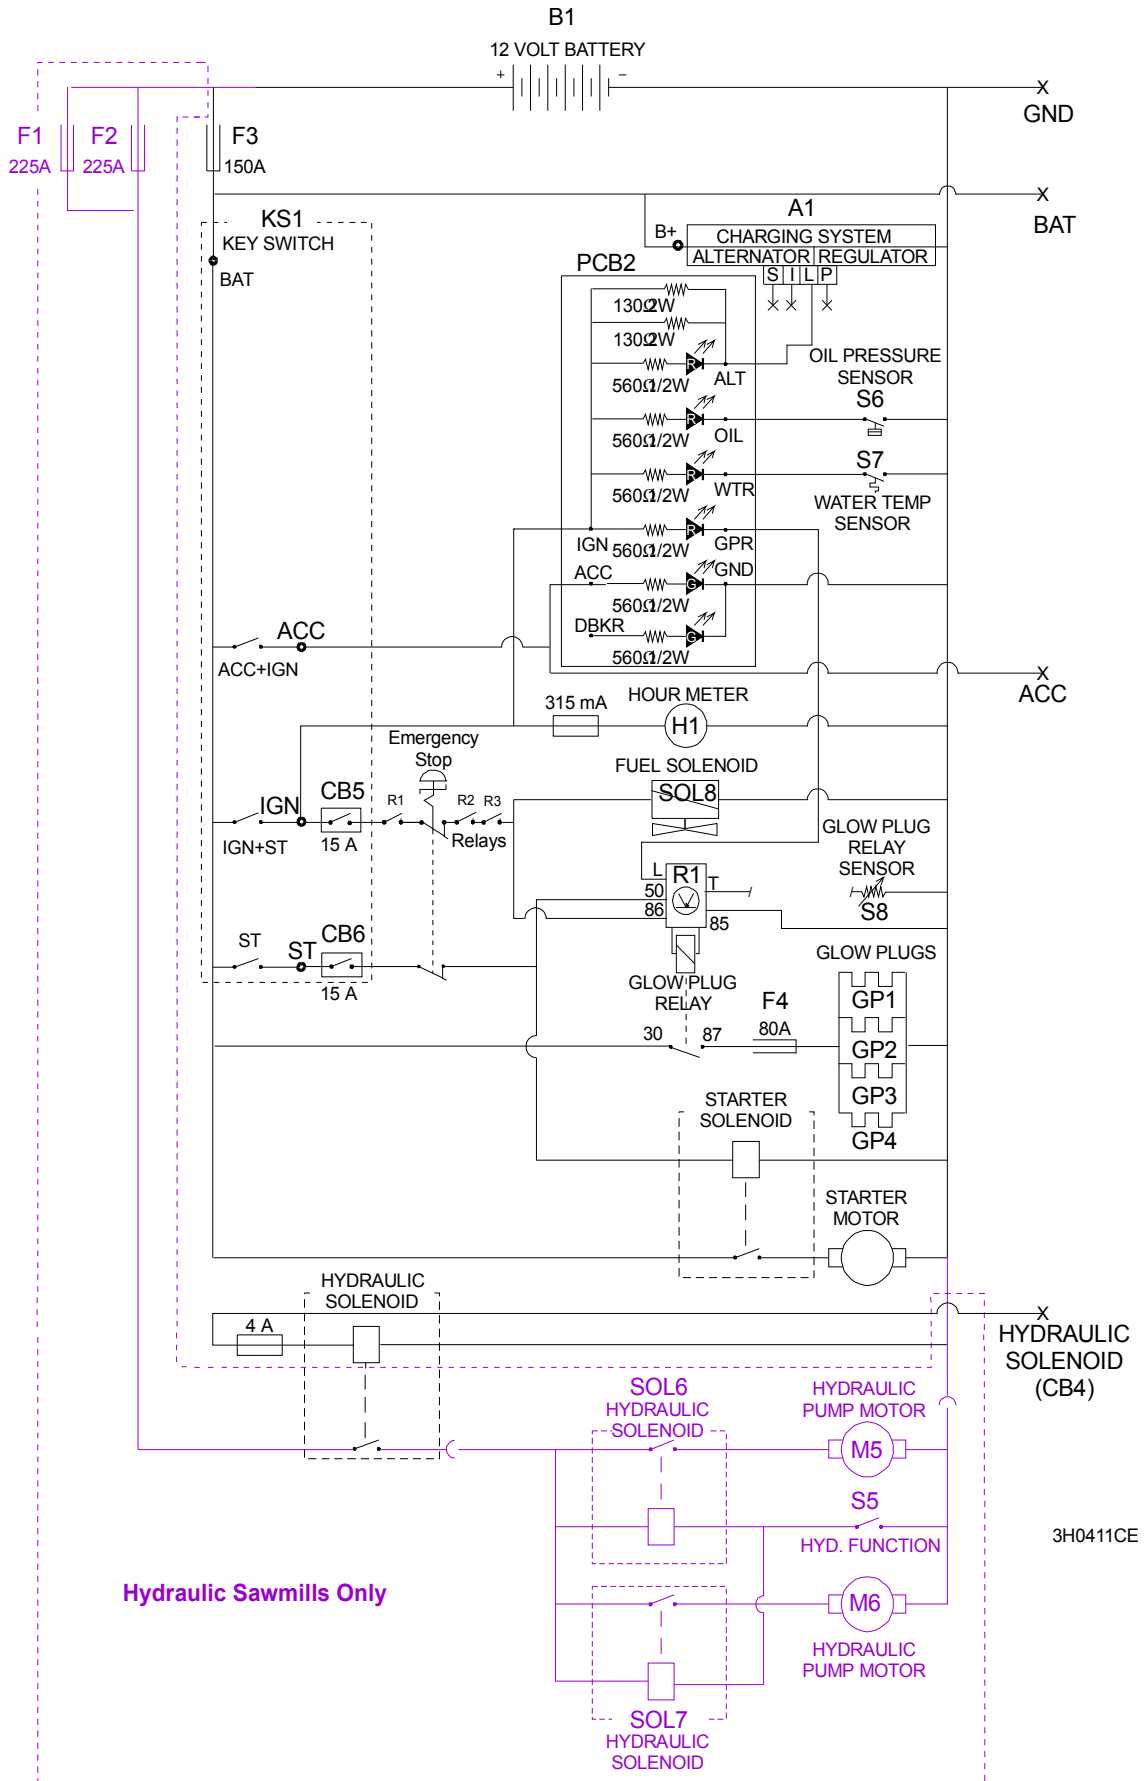 B1
12 VOLT BATTERY
+ −
X
GND
F1
225A
F2
225A
F3
150A
X
BAT
KS1
KEY SWITCH
BAT
A1
B+
CHARGING SYSTEM
ALTERNATOR REGULATOR
S I L P
X X X
PCB2
130Ω2W
130Ω2W
R
ALT
560Ω1/2W
OIL PRESSURE
SENSOR
S6
R
OIL
560Ω1/2W
S7
R
WTR
560Ω1/2W
WATER TEMP
SENSOR
IGN
R
GPR
560Ω1/2W
ACC
G
GND
560Ω1/2W
DBKR
G
560Ω1/2W
ACC
ACC+IGN
X
ACC
315 mA
HOUR METER
H1
Emergency
Stop
FUEL SOLENOID
SOL8
IGN
IGN+ST
CB5
15 A
R1
R2
R3
Relays
GLOW PLUG
RELAY
SENSOR
S8
L
50
86
R1
T
85
GLOW PLUG
RELAY
ST
ST
CB6
15 A
GLOW PLUGS
GP1
GP2
GP3
GP4
30
87
F4
80A
STARTER
SOLENOID
STARTER
MOTOR
HYDRAULIC
SOLENOID
4 A
X
HYDRAULIC
SOLENOID
(CB4)
SOL6
HYDRAULIC
SOLENOID
HYDRAULIC
PUMP MOTOR
M5
S5
HYD. FUNCTION
3H0411CE
Hydraulic Sawmills Only
M6
HYDRAULIC
PUMP MOTOR
SOL7
HYDRAULIC
SOLENOID